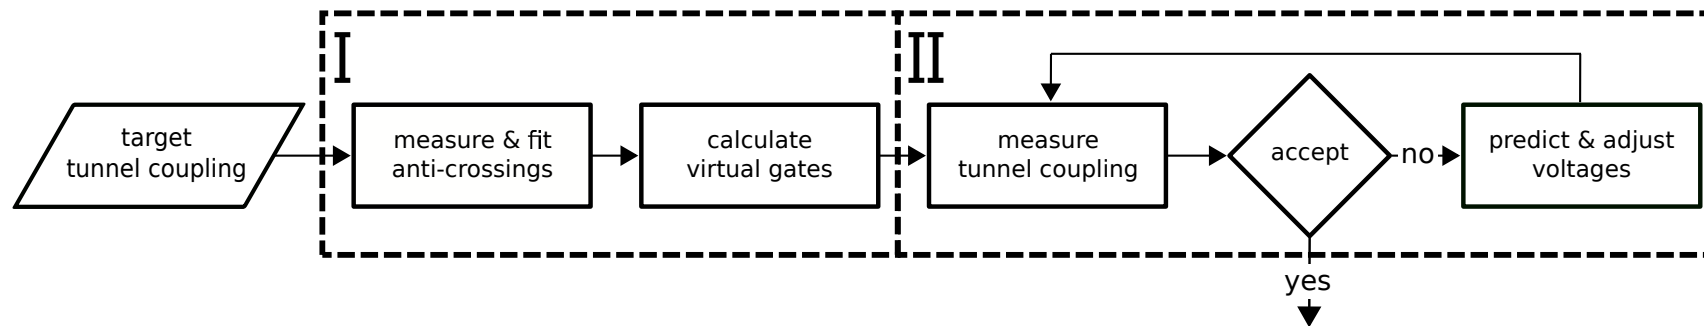 I
II
target
tunnel coupling
measure & fit
anti-crossings
calculate
virtual gates
measure
tunnel coupling
accept
no
predict & adjust
voltages
yes